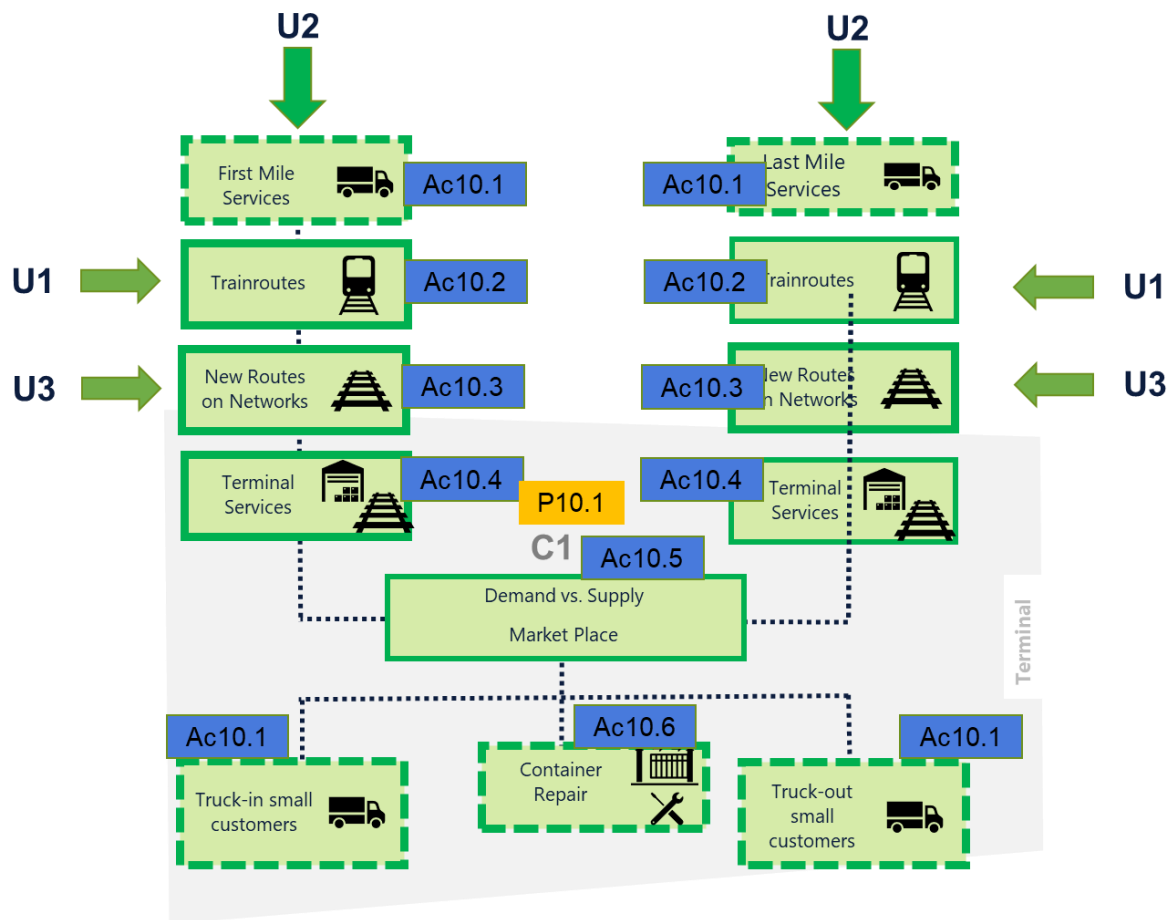 U2
U2
First Mile
Services
Ac10.1
Ac10.1
Last Mile
Services
U1
Trainroutes
Ac10.2
Ac10.2
Trainroutes
U1
U3
New Routes
on Networks
Ac10.3
Ac10.3
New Routes
on Networks
U3
Terminal
Services
Ac10.4
P10.1
Ac10.4
Terminal
Services
C1
Ac10.5
Demand vs. Supply
Market Place
Terminal
Ac10.1
Truck-in small
customers
Ac10.6
Container
Repair
Ac10.1
Truck-out
small
customers